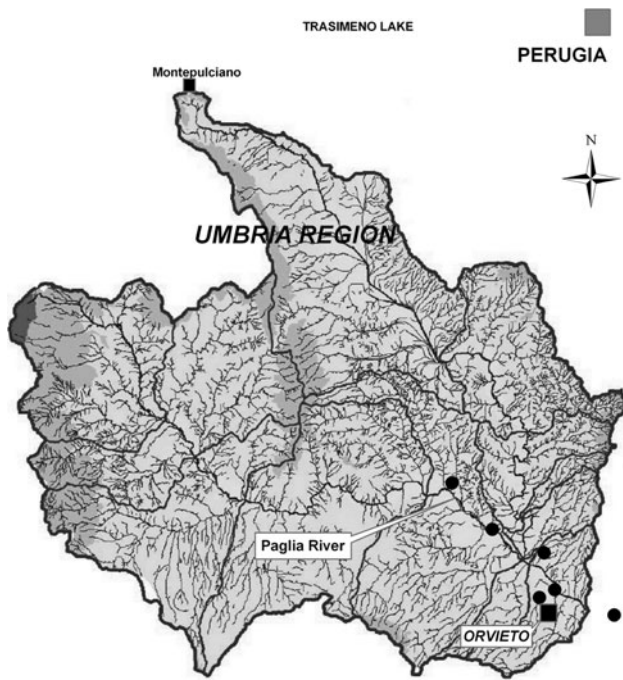 TRASIMENO LAKE
PERUGIA
Montepulciano
N
UMBRIA REGION
Paglia River
ORVIETO